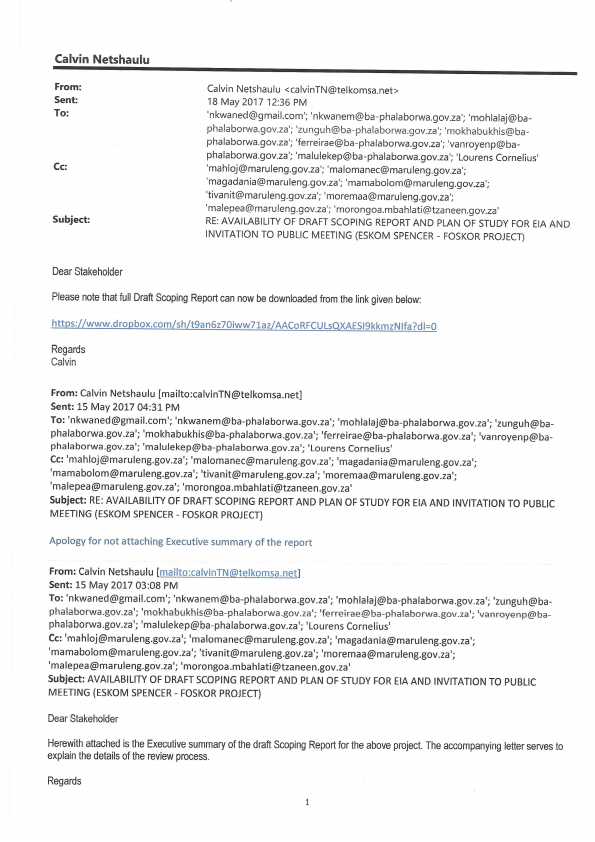 Calvin Netshaulu
From: Calvin Netshaulu <calvinTN@telkomsa.net>
Sent: 18 May 2017 12:36 PM
To: 'nkwaned@gmail.com'; 'nkwanem@ba-phalaborwa.gov.za'; 'mohlalaj@ba-
phalaborwa.gov.za'; 'zunguh@ba-phalaborwa.gov.za'; 'mokhabukhis@ba-
phalaborwa.gov.za'; 'ferreirae@ba-phalaborwa.gov.za'; 'vanroyenp@ba-
phalaborwa.gov.za'; 'malulekep@ba-phalaborwa.gov.za'; 'Lourens Cornelius'
Cc: 'mahloj@maruleng.gov.za'; 'malomanec@maruleng.gov.za';
'magadania@maruleng.gov.za'; 'mamabolom@maruleng.gov.za';
'tivanit@maruleng.gov.za'; 'moremaa@maruleng.gov.za';
'malepea@maruleng.gov.za'; 'morongoa.mbahlati@tzaneen.gov.za'
Subject: RE: AVAILABILITY OF DRAFT SCOPING REPORT AND PLAN OF STUDY FOR EIA AND
INVITATION TO PUBLIC MEETING (ESKOM SPENCER - FOSKOR PROJECT)
Dear Stakeholder
Please note that full Draft Scoping Report can now be downloaded from the link given below:
https://www.dropbox.com/sh/t9an6z70iww71az/AACoRFCULsQXAESI9kkmzNIfa?dl=0
Regards
Calvin
From: Calvin Netshaulu [mailto:calvinTN@telkomsa.net]
Sent: 15 May 2017 04:31 PM
To: 'nkwaned@gmail.com'; 'nkwanem@ba-phalaborwa.gov.za'; 'mohlalaj@ba-phalaborwa.gov.za'; 'zunguh@ba-
phalaborwa.gov.za'; 'mokhabukhis@ba-phalaborwa.gov.za'; 'ferreirae@ba-phalaborwa.gov.za'; 'vanroyenp@ba-
phalaborwa.gov.za'; 'malulekep@ba-phalaborwa.gov.za'; 'Lourens Cornelius'
Cc: 'mahloj@maruleng.gov.za'; 'malomanec@maruleng.gov.za'; 'magadania@maruleng.gov.za';
'mamabolom@maruleng.gov.za'; 'tivanit@maruleng.gov.za'; 'moremaa@maruleng.gov.za';
'malepea@maruleng.gov.za'; 'morongoa.mbahlati@tzaneen.gov.za'
Subject: RE: AVAILABILITY OF DRAFT SCOPING REPORT AND PLAN OF STUDY FOR EIA AND INVITATION TO PUBLIC
MEETING (ESKOM SPENCER - FOSKOR PROJECT)
Apology for not attaching Executive summary of the report
From: Calvin Netshaulu [mailto:calvinTN@telkomsa.net]
Sent: 15 May 2017 03:08 PM
To: 'nkwaned@gmail.com'; 'nkwanem@ba-phalaborwa.gov.za'; 'mohlalaj@ba-phalaborwa.gov.za'; 'zunguh@ba-
phalaborwa.gov.za'; 'mokhabukhis@ba-phalaborwa.gov.za'; 'ferreirae@ba-phalaborwa.gov.za'; 'vanroyenp@ba-
phalaborwa.gov.za'; 'malulekep@ba-phalaborwa.gov.za'; 'Lourens Cornelius'
Cc: 'mahloj@maruleng.gov.za'; 'malomanec@maruleng.gov.za'; 'magadania@maruleng.gov.za';
'mamabolom@maruleng.gov.za'; 'tivanit@maruleng.gov.za'; 'moremaa@maruleng.gov.za';
'malepea@maruleng.gov.za'; 'morongoa.mbahlati@tzaneen.gov.za'
Subject: AVAILABILITY OF DRAFT SCOPING REPORT AND PLAN OF STUDY FOR EIA AND INVITATION TO PUBLIC
MEETING (ESKOM SPENCER - FOSKOR PROJECT)
Dear Stakeholder
Herewith attached is the Executive summary of the draft Scoping Report for the above project. The accompanying letter serves to
explain the details of the review process.
Regards
1